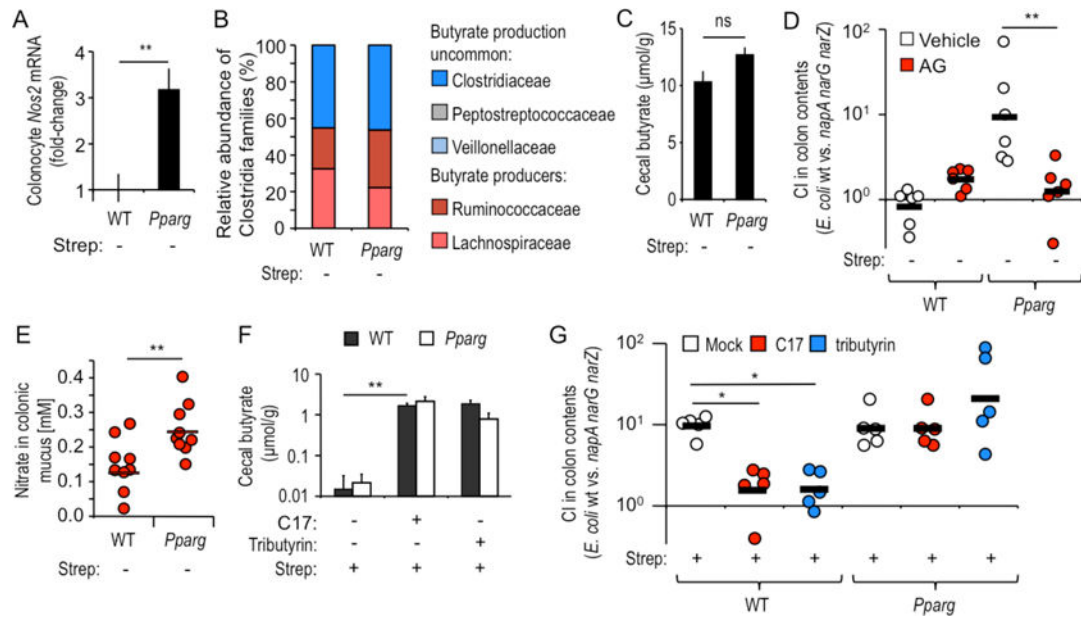 A
Colonocyte Nos2 mRNA
(fold-change)
4
3
2
1
**
WT
Pparg
Strep:
-
-
B
Relative abundance of
Clostridia families (%)
100
80
60
40
20
0
WT
Pparg
Strep:
-
-
Butyrate production
uncommon:
Clostridiaceae
Peptostreptococcaceae
Veillonellaceae
Butyrate producers:
Ruminococcaceae
Lachnospiraceae
C
Cecal butyrate (µmol/g)
15
10
5
0
ns
WT
Pparg
Strep:
-
-
D
CI in colon contents
(E. coli wt vs. napA narG narZ)
Vehicle
AG
**
10²
10¹
10⁰
Strep:
-
-
-
-
WT
Pparg
E
Nitrate in colonic
mucus [mM]
0.4
0.3
0.2
0.1
0.0
**
WT
Pparg
Strep:
-
-
F
WT
Pparg
Cecal butyrate
(µmol/g)
10
1
0.1
0.01
**
C17:
-
+
-
Tributyrin:
-
-
+
Strep:
+
+
+
G
CI in colon contents
(E. coli wt vs. napA narG narZ)
10²
10¹
10⁰
Mock
C17
tributyrin
*
*
Strep:
+
+
+
+
+
+
WT
Pparg